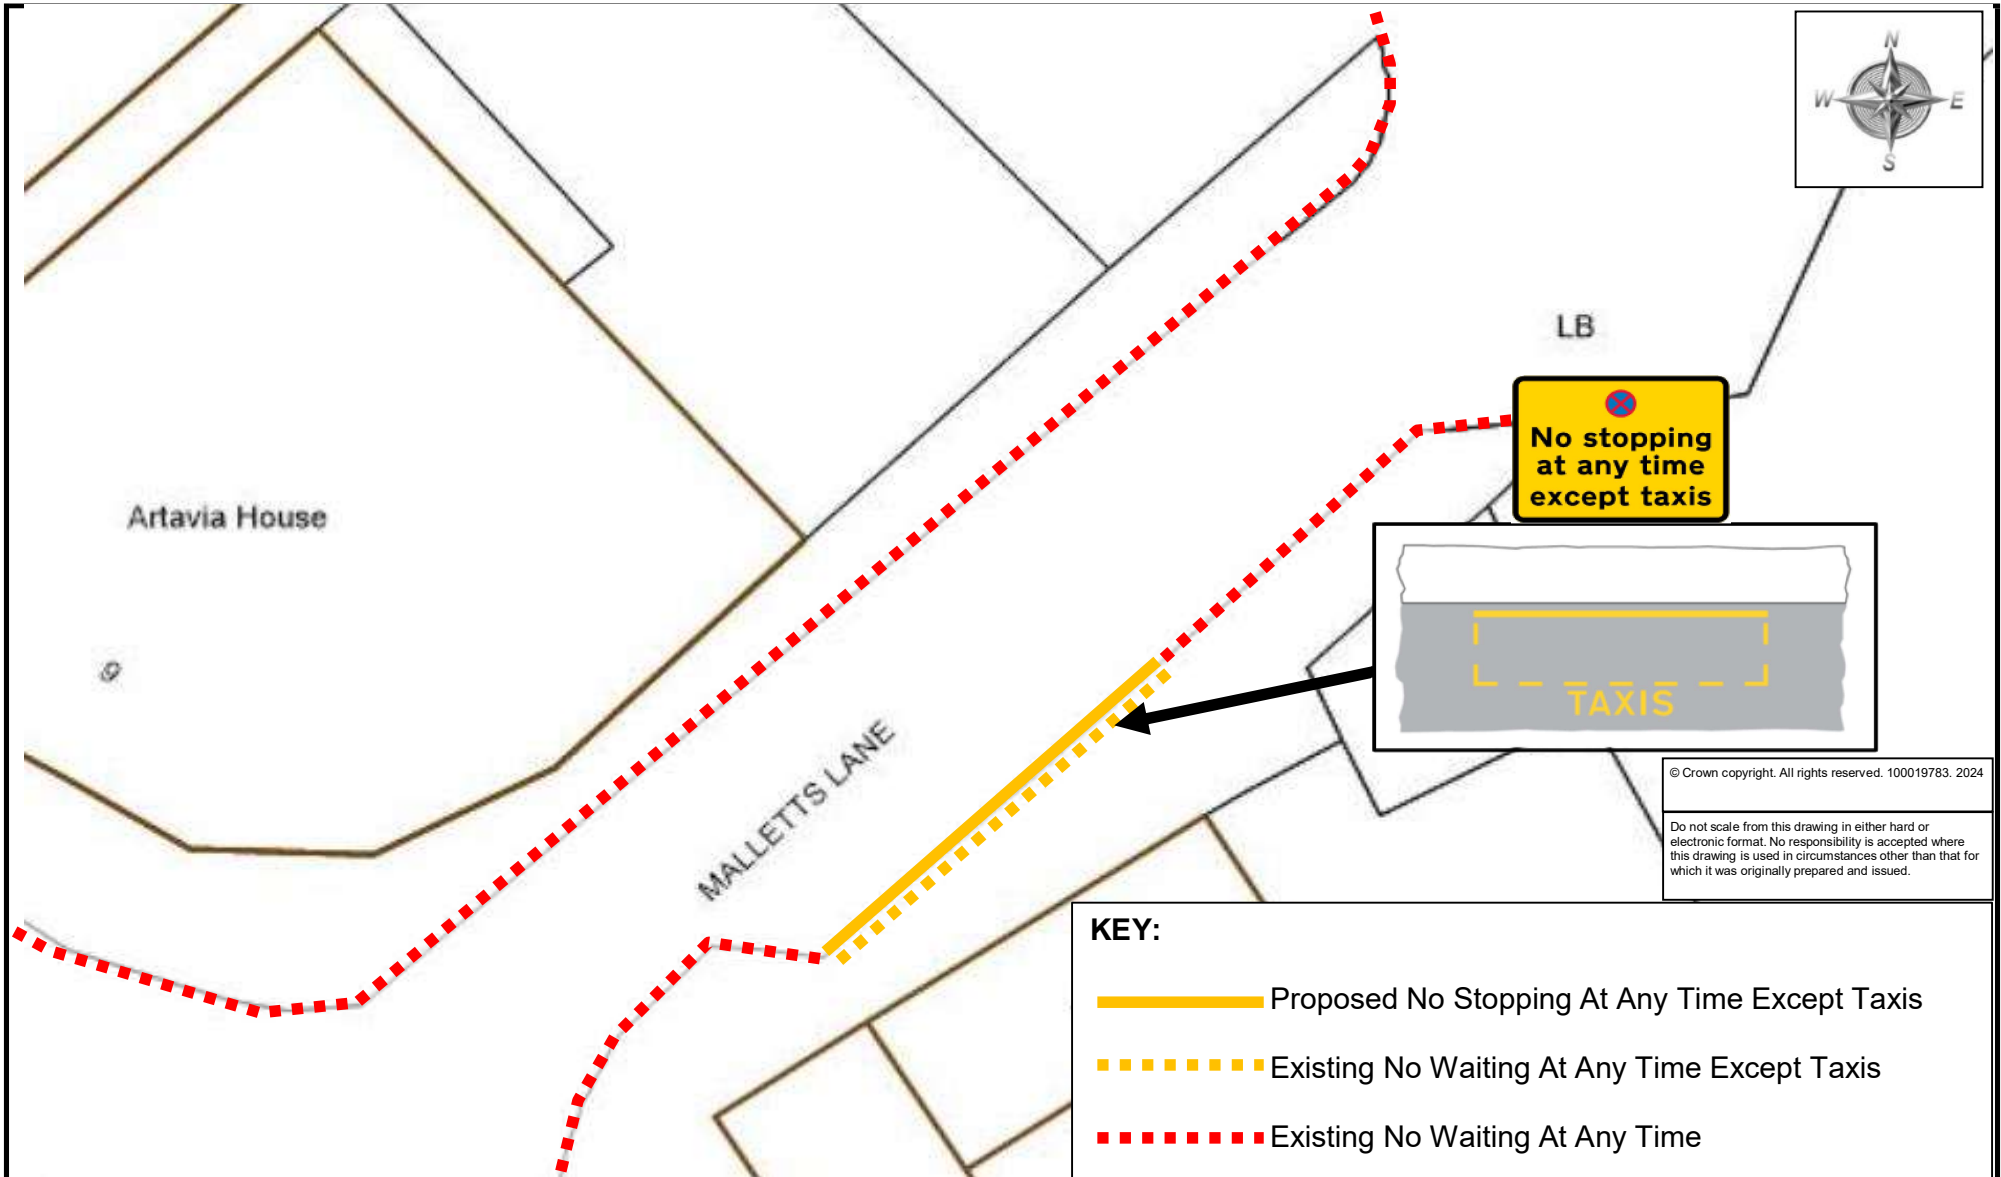 N
W
E
S
LB
No stopping
at any time
except taxis
Artavia House
9
TAXIS
MALLETTS LANE
© Crown copyright. All rights reserved. 100019783. 2024
Do not scale from this drawing in either hard or
electronic format. No responsibility is accepted where
this drawing is used in circumstances other than that for
which it was originally prepared and issued.
KEY:
Proposed No Stopping At Any Time Except Taxis
Existing No Waiting At Any Time Except Taxis
Existing No Waiting At Any Time